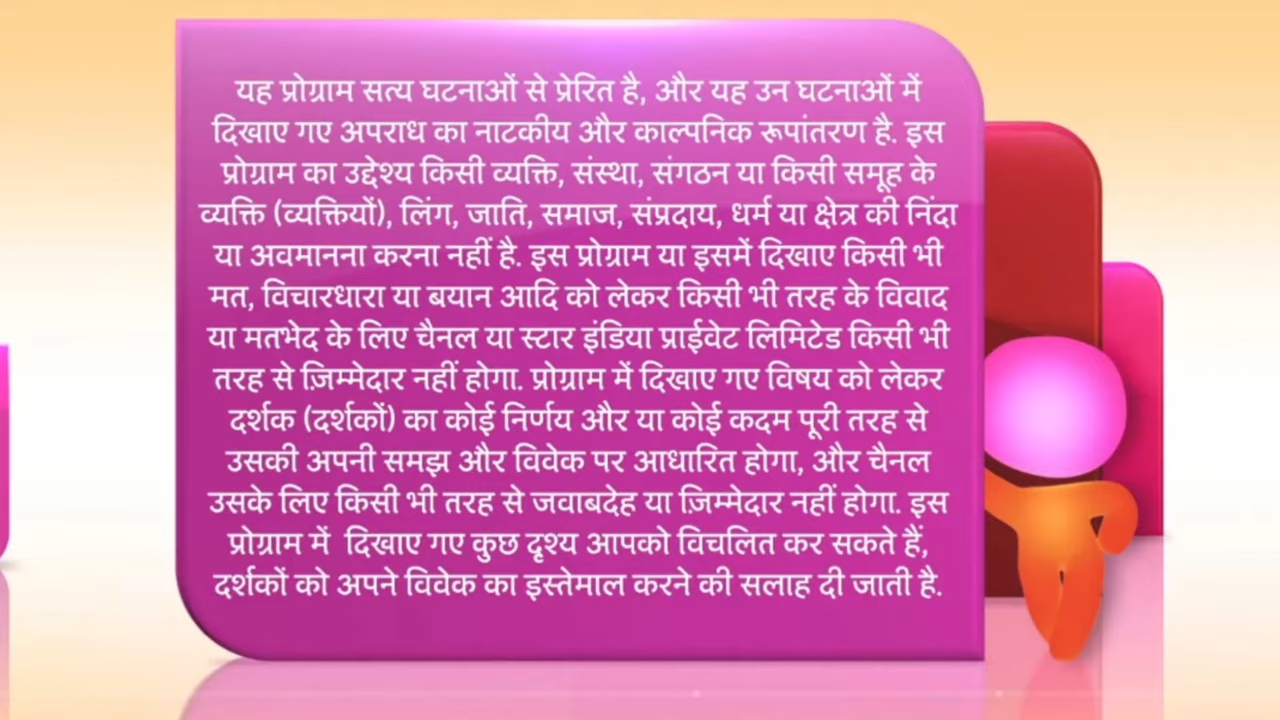 यह प्रोग्राम सत्य घटनाओं से प्रेरित है, और यह उन घटनाओं में
दिखाए गए अपराध का नाटकीय और काल्पनिक रूपांतरण है. इस
प्रोग्राम का उद्देश्य किसी व्यक्ति, संस्था, संगठन या किसी समूह के
व्यक्ति (व्यक्तियों), लिंग, जाति, समाज, संप्रदाय, धर्म या क्षेत्र की निंदा
या अवमानना करना नहीं है. इस प्रोग्राम या इसमें दिखाए किसी भी
मत, विचारधारा या बयान आदि को लेकर किसी भी तरह के विवाद
या मतभेद के लिए चैनल या स्टार इंडिया प्राईवेट लिमिटेड किसी भी
तरह से ज़िम्मेदार नहीं होगा. प्रोग्राम में दिखाए गए विषय को लेकर
दर्शक (दर्शकों) का कोई निर्णय और या कोई कदम पूरी तरह से
उसकी अपनी समझ और विवेक पर आधारित होगा, और चैनल
उसके लिए किसी भी तरह से जवाबदेह या ज़िम्मेदार नहीं होगा. इस
प्रोग्राम में  दिखाए गए कुछ दृश्य आपको विचलित कर सकते हैं,
दर्शकों को अपने विवेक का इस्तेमाल करने की सलाह दी जाती है.